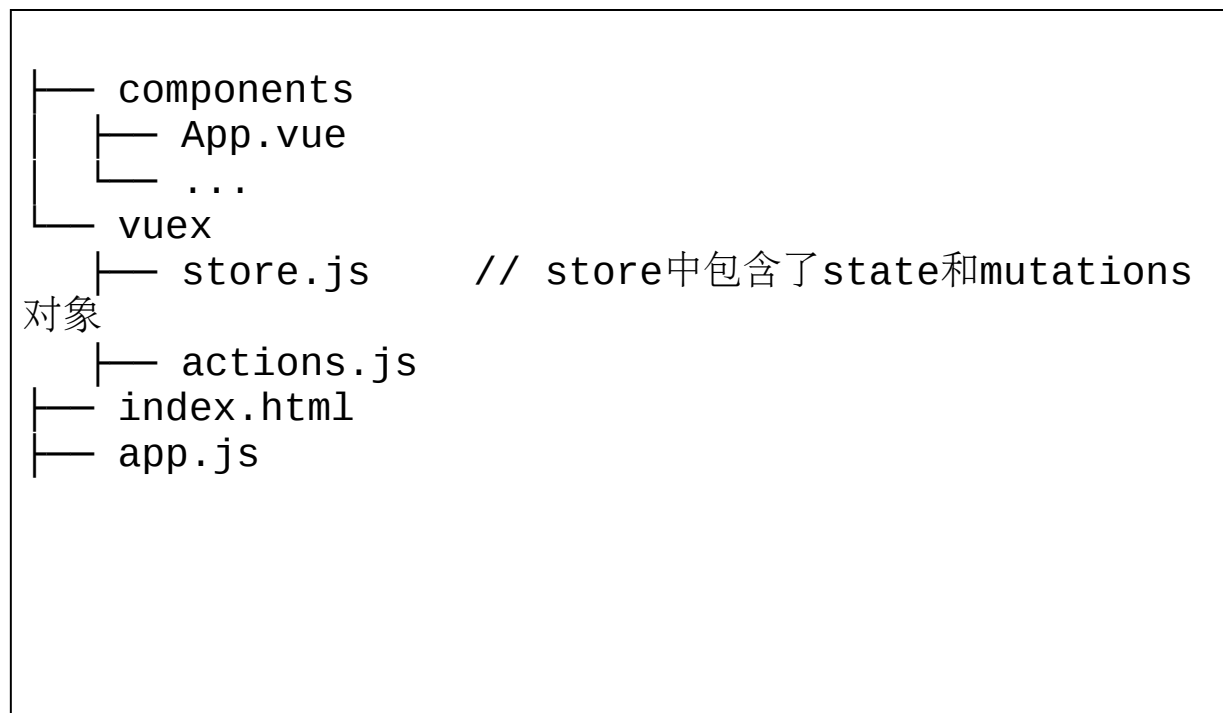 ├── components
│   ├── App.vue
│   └── ...
└── vuex
    ├── store.js     // store中包含了state和mutations
对象
    ├── actions.js
├── index.html
├── app.js